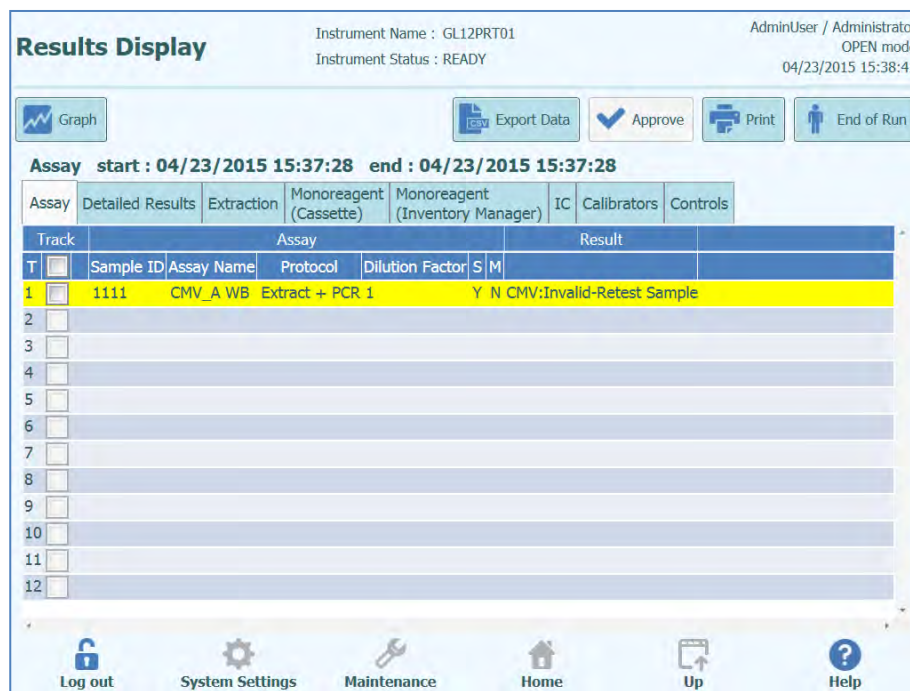 Results Display
Instrument Name : GL12PRT01
Instrument Status : READY
AdminUser / Administrato
OPEN mod
04/23/2015 15:38:4
Graph
CSV Export Data
Approve
Print
End of Run
Assay start : 04/23/2015 15:37:28 end : 04/23/2015 15:37:28
Assay
Detailed Results
Extraction
Monoreagent
(Cassette)
Monoreagent
(Inventory Manager)
IC
Calibrators
Controls
Track Assay Result
T Sample ID Assay Name Protocol Dilution Factor S M
1 1111 CMV_A WB Extract + PCR 1 Y N CMV:Invalid-Retest Sample
2
3
4
5
6
7
8
9
10
11
12
Log out
System Settings
Maintenance
Home
Up
? Help